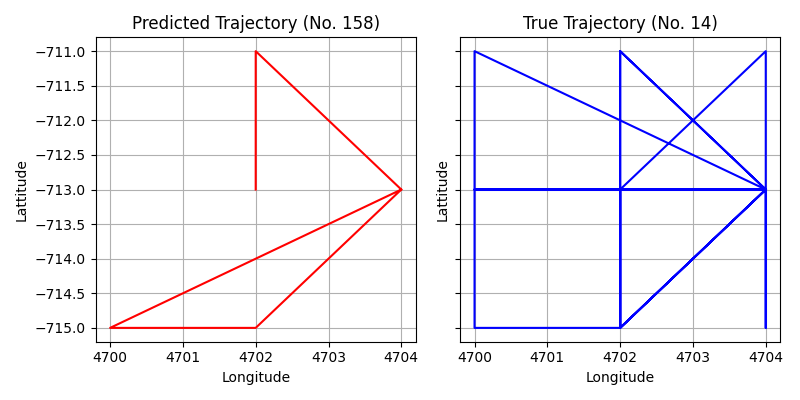 Predicted Trajectory (No. 158)
True Trajectory (No. 14)
−711.0
−711.5
−712.0
−712.5
−713.0
−713.5
−714.0
−714.5
−715.0
Lattitude
Lattitude
4700 4701 4702 4703 4704
4700 4701 4702 4703 4704
Longitude
Longitude